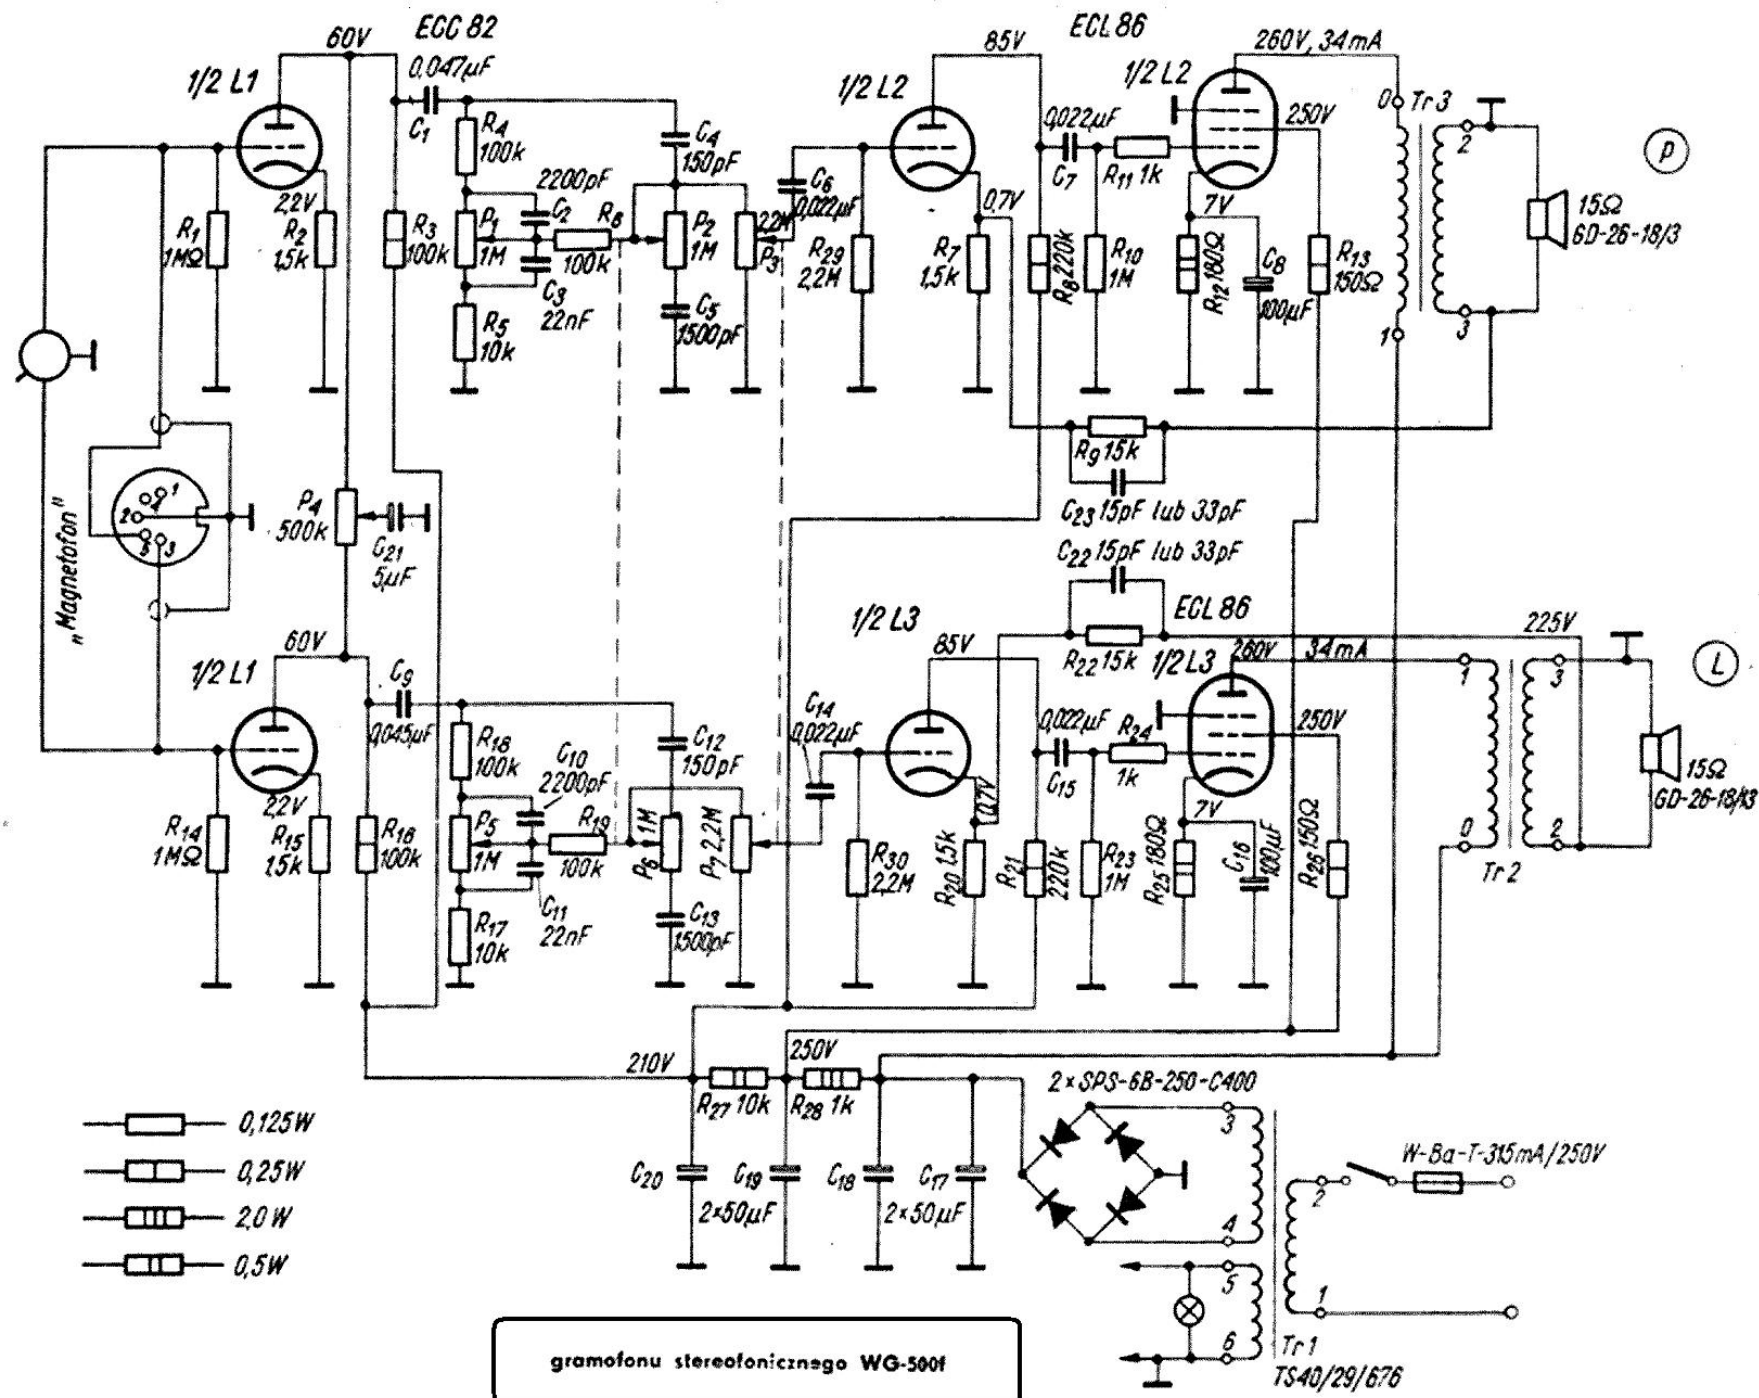 ECC 82
60V
0,047µF
1/2 L1
C1
R4
100k
2200pF
C2
C4
150pF
2,2V
R1
1MΩ
R2
1,5k
R3
100k
P1
1M
R6
100k
P2
1M
2,2M
P3
C3
22nF
R5
10k
C5
1500pF
ECL 86
85V
1/2 L2
1/2 L2
260V, 34mA
0,022µF
C7
R11 1k
250V
C6
0,022µF
0,7V
7V
R29
2,2M
R7
1,5k
R8 220k
R10
1M
R12 180Ω
C8
100µF
R13
150Ω
0
Tr3
1
2
3
P
15Ω
GD-26-18/3
R9 15k
C23 15pF lub 33pF
C22 15pF lub 33pF
"Magnetofon"
1
4
2
5
3
P4
500k
C21
5µF
60V
1/2 L1
C9
0,045µF
R18
100k
C10
2200pF
C12
150pF
2,2V
R14
1MΩ
R15
1,5k
R16
100k
P5
1M
R19
100k
1M
P6
P7 2,2M
C11
22nF
R17
10k
C13
1500pF
1/2 L3
ECL 86
R22 15k
1/2 L3
85V
260V
34mA
225V
C14
0,022µF
0,022µF
C15
R24
1k
250V
0,7V
7V
R30
2,2M
R20 1,5k
R21
220k
R23
1M
R25 180Ω
C16
100µF
R26 150Ω
1
0
Tr2
3
2
L
15Ω
GD-26-18/3
210V
250V
R27 10k
R28 1k
C20
C19
2×50µF
C18
C17
2×50µF
2×SPS-6B-250-C400
3
4
5
6
2
1
W-Ba-T-315mA/250V
Tr1
TS40/29/676
0,125W
0,25W
2,0W
0,5W
gramofonu stereofonicznego WG-500f